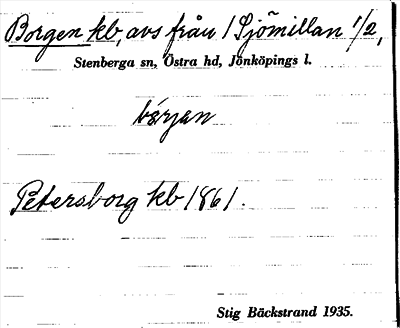 Borgen kb, avs från 1 Sjömillan 1/2,
Stenberga sn, Östra hd, Jönköpings l.
början
Petersborg kb 1861.
Stig Bäckstrand 1935.